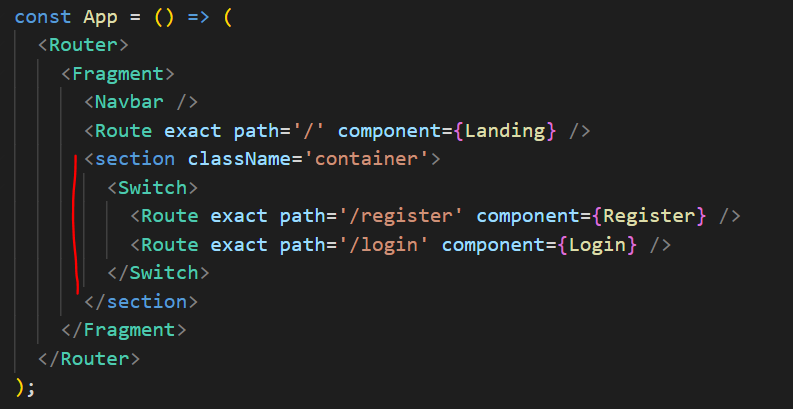 const App = () => (
<Router>
<Fragment>
<Navbar />
<Route exact path='/' component={Landing} />
<section className='container'>
<Switch>
<Route exact path='/register' component={Register} />
<Route exact path='/login' component={Login} />
</Switch>
</section>
</Fragment>
</Router>
);